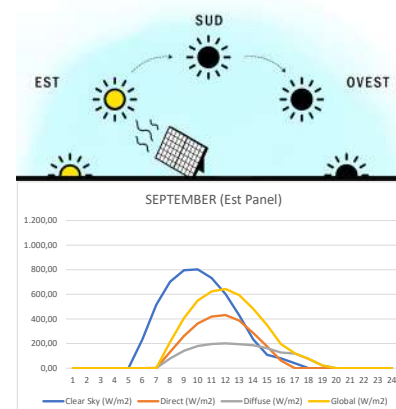 SUD
EST
OVEST
SEPTEMBER (Est Panel)
1.200,00
1.000,00
800,00
600,00
400,00
200,00
0,00
1 2 3 4 5 6 7 8 9 10 11 12 13 14 15 16 17 18 19 20 21 22 23 24
Clear Sky (W/m2) Direct (W/m2) Diffuse (W/m2) Global (W/m2)